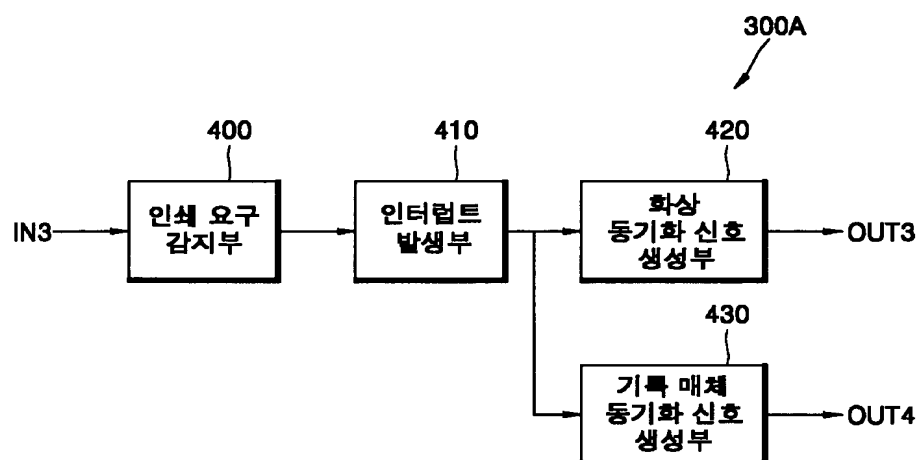 300A
400
410
420
IN3
인쇄 요구
감지부
인터럽트
발생부
화상
동기화 신호
생성부
OUT3
430
기록 매체
동기화 신호
생성부
OUT4